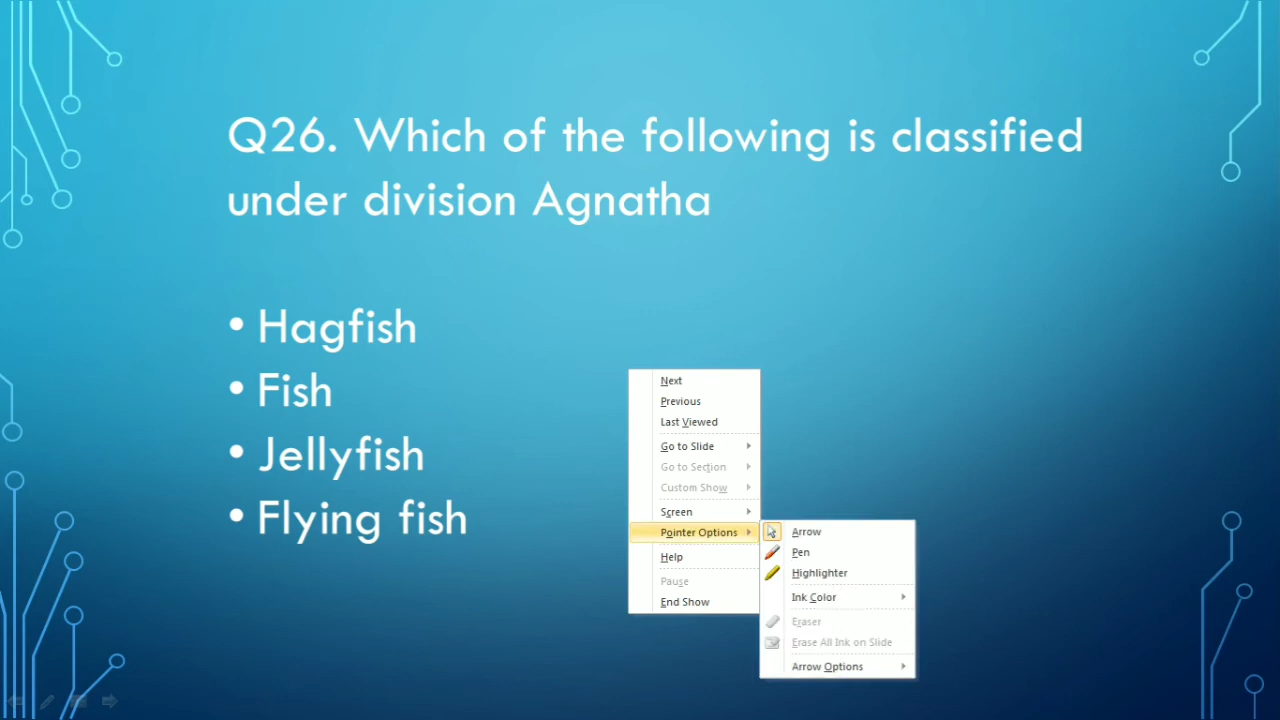 Q26. Which of the following is classified
under division Agnatha
• Hagfish
• Fish
• Jellyfish
• Flying fish
Next
Previous
Last Viewed
Go to Slide
Go to Section
Custom Show
Screen
Pointer Options
Help
Pause
End Show
Arrow
Pen
Highlighter
Ink Color
Eraser
Erase All Ink on Slide
Arrow Options